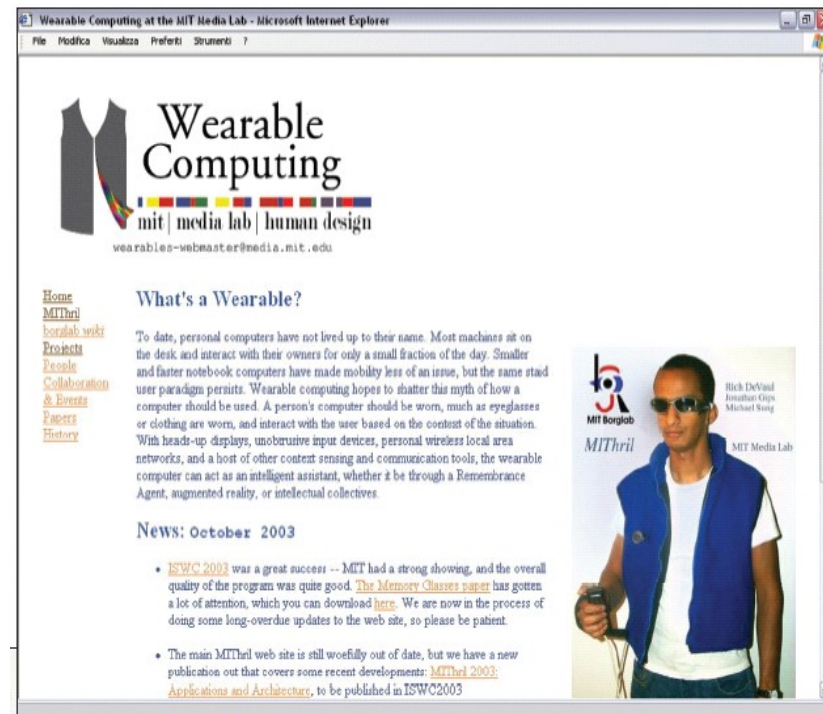 Wearable Computing at the MIT Media Lab - Microsoft Internet Explorer
File Modifica Visualizza Preferiti Strumenti ?
Wearable
Computing
mit | media lab | human design
wearables-webmaster@media.mit.edu
Home
MIThril
borglab wiki
Projects
People
Collaboration
& Events
Papers
History
What's a Wearable?
To date, personal computers have not lived up to their name. Most machines sit on
the desk and interact with their owners for only a small fraction of the day. Smaller
and faster notebook computers have made mobility less of an issue, but the same staid
user paradigm persists. Wearable computing hopes to shatter this myth of how a
computer should be used. A person's computer should be worn, much as eyeglasses
or clothing are worn, and interact with the user based on the context of the situation.
With heads-up displays, unobtrusive input devices, personal wireless local area
networks, and a host of other context sensing and communication tools, the wearable
computer can act as an intelligent assistant, whether it be through a Remembrance
Agent, augmented reality, or intellectual collectives.
News: October 2003
• ISWC 2003 was a great success -- MIT had a strong showing, and the overall
quality of the program was quite good. The Memory Glasses paper has gotten
a lot of attention, which you can download here. We are now in the process of
doing some long-overdue updates to the web site, so please be patient.
• The main MIThril web site is still woefully out of date, but we have a new
publication out that covers some recent developments: MIThril 2003:
Applications and Architecture, to be published in ISWC2003
MIT Borglab
MIThril
Rich DeVaul
Jonathan Gips
Michael Sung
MIT Media Lab